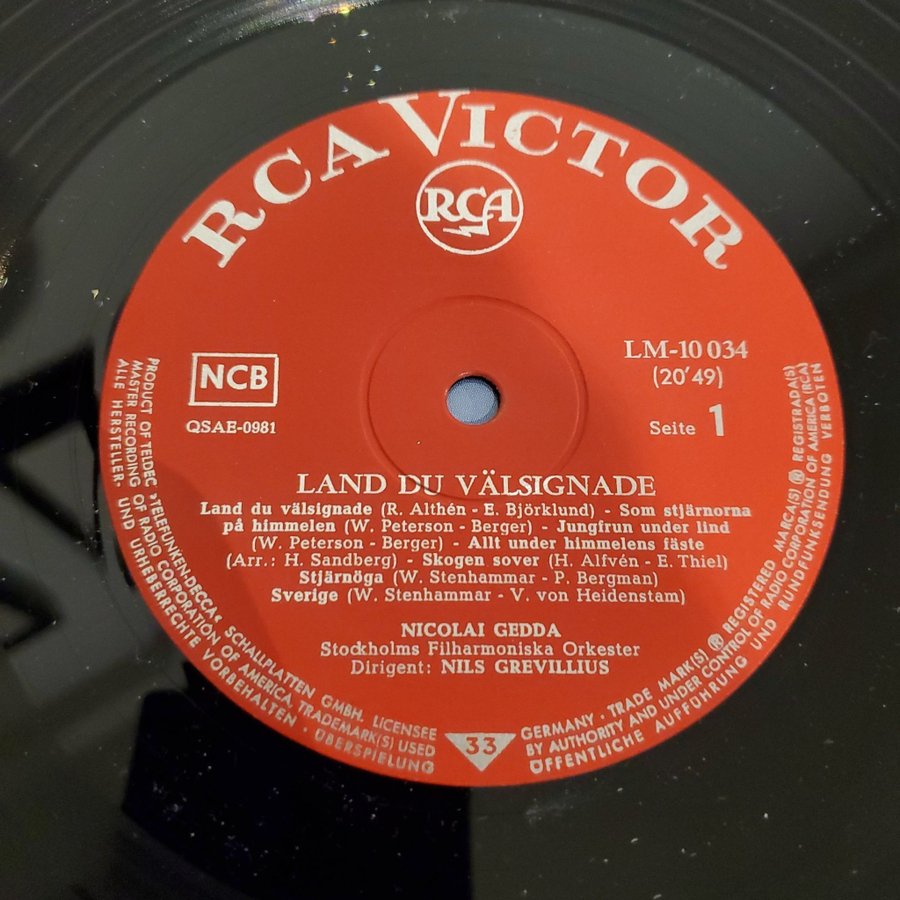 RCA VICTOR
RCA
NCB
QSAE-0981
LM-10 034
(20'49)
Seite 1
LAND DU VÄLSIGNADE
Land du välsignade (R. Althén - E. Björklund) - Som stjärnorna
på himmelen (W. Peterson - Berger) - Jungfrun under lind
(W. Peterson - Berger) - Allt under himmelens fäste
(Arr.: H. Sandberg) - Skogen sover (H. Alfvén - E. Thiel)
Stjärnöga (W. Stenhammar - P. Bergman)
Sverige (W. Stenhammar - V. von Heidenstam)
NICOLAI GEDDA
Stockholms Filharmoniska Orkester
Dirigent: NILS GREVILLIUS
33
PRODUCT OF TELDEC »TELEFUNKEN-DECCA« SCHALLPLATTEN GMBH. LICENSEE
MASTER RECORDING OF RADIO CORPORATION OF AMERICA, TRADEMARK(S) USED
ALLE HERSTELLER- UND URHEBERRECHTE VORBEHALTEN · ÜBERSPIELUNG
GERMANY · TRADE MARK(S) ® REGISTERED MARCA(S) ® REGISTRADA(S)
BY AUTHORITY AND UNDER CONTROL OF RADIO CORPORATION OF AMERICA (RCA)
ÖFFENTLICHE AUFFÜHRUNG UND RUNDFUNKSENDUNG VERBOTEN